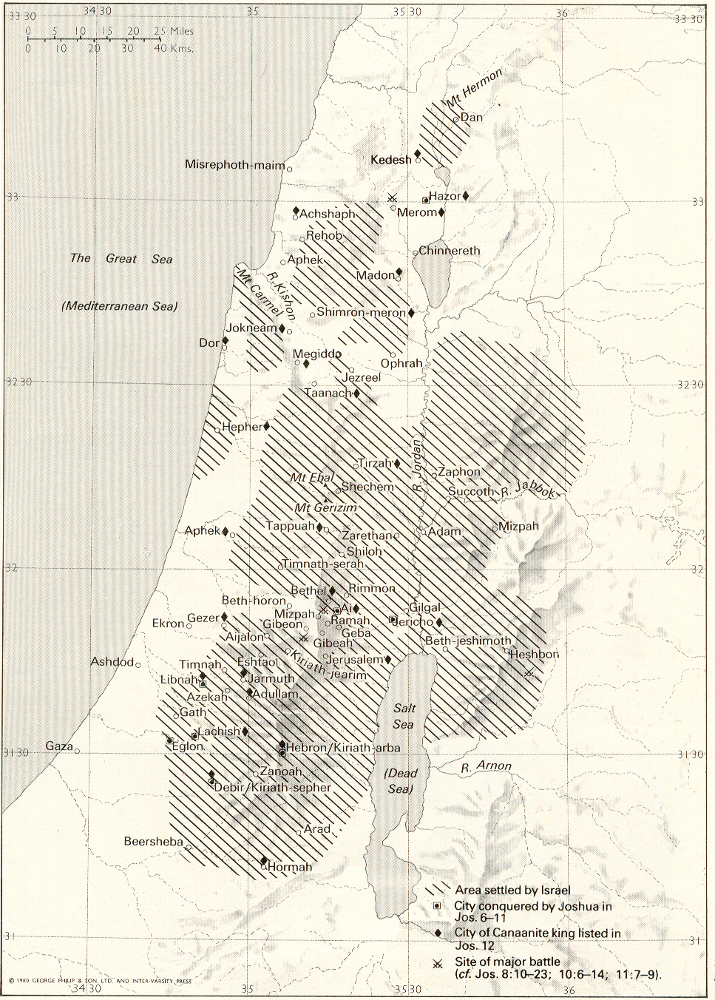 33 30
34 30
35
35 30
36
33 30
0 5 10 15 20 25 Miles
0 10 20 30 40 Kms.
Mt Hermon
Dan
Kedesh
Misrephoth-maim
33
Hazor
33
Merom
Achshaph
Rehob
Chinnereth
The Great Sea
Aphek
Madon
R. Kishon
Mt Carmel
(Mediterranean Sea)
Shimron-meron
Jokneam
Dor
Megiddo
Ophrah
Jezreel
32 30
32 30
Taanach
Hepher
R. Jordan
Tirzah
Zaphon
Mt Ebal
Shechem
Succoth
R. Jabbok
Mt Gerizim
Aphek
Tappuah
Zarethan
Adam
Mizpah
Shiloh
Timnath-serah
32
32
Bethel
Rimmon
Beth-horon
Ai
Gilgal
Mizpah
Gezer
Ramah
Jericho
Ekron
Gibeon
Geba
Aijalon
Gibeah
Beth-jeshimoth
Heshbon
Ashdod
Eshtaol
Kiriath-jearim
Jerusalem
Timnah
Libnah
Jarmuth
Azekah
Adullam
Gath
Salt
Sea
Lachish
Eglon
Gaza
31 30
Hebron/Kiriath-arba
31 30
R. Arnon
Zanoah
(Dead
Sea)
Debir/Kiriath-sepher
Arad
Beersheba
Hormah
Area settled by Israel
City conquered by Joshua in
Jos. 6–11
City of Canaanite king listed in
Jos. 12
31
31
Site of major battle
(cf. Jos. 8:10–23; 10:6–14; 11:7–9).
© 1980 GEORGE PHILIP & SON, LTD. AND INTER-VARSITY PRESS
34 30
35
35 30
36